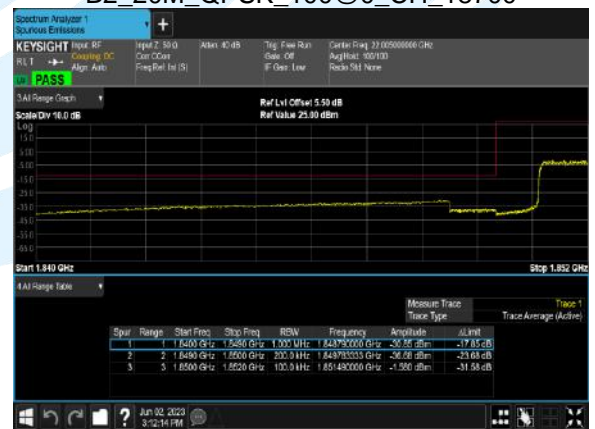 B2_20M_QPSK_100@0_CH_18700
Spectrum Analyzer 1
Spurious Emissions
KEYSIGHT Input: RF Input Z: 50 Ω Atten: 40 dB Trig: Free Run Center Freq: 22.005000000 GHz
RLT Coupling: DC Corr CCorr Gate: Off Avg|Hold: 100/100
Align: Auto Freq Ref: Int (S) IF Gain: Low Radio Std: None
PASS
3 All Range Graph Ref Lvl Offset 5.50 dB
Scale/Div 10.0 dB Ref Value 25.00 dBm
Log
15.0
5.00
-5.00
-15.0
-25.0
-35.0
-45.0
-55.0
-65.0
Start 1.840 GHz Stop 1.852 GHz
4 All Range Table
Measure Trace Trace 1
Trace Type Trace Average (Active)
Spur Range Start Freq Stop Freq RBW Frequency Amplitude ΔLimit
1 1 1.8400 GHz 1.8490 GHz 1.000 MHz 1.848790000 GHz -30.85 dBm -17.85 dB
2 2 1.8490 GHz 1.8500 GHz 200.0 kHz 1.849783333 GHz -36.68 dBm -23.68 dB
3 3 1.8500 GHz 1.8520 GHz 100.0 kHz 1.851490000 GHz -1.580 dBm -31.58 dB
Jun 02, 2023
3:12:14 PM